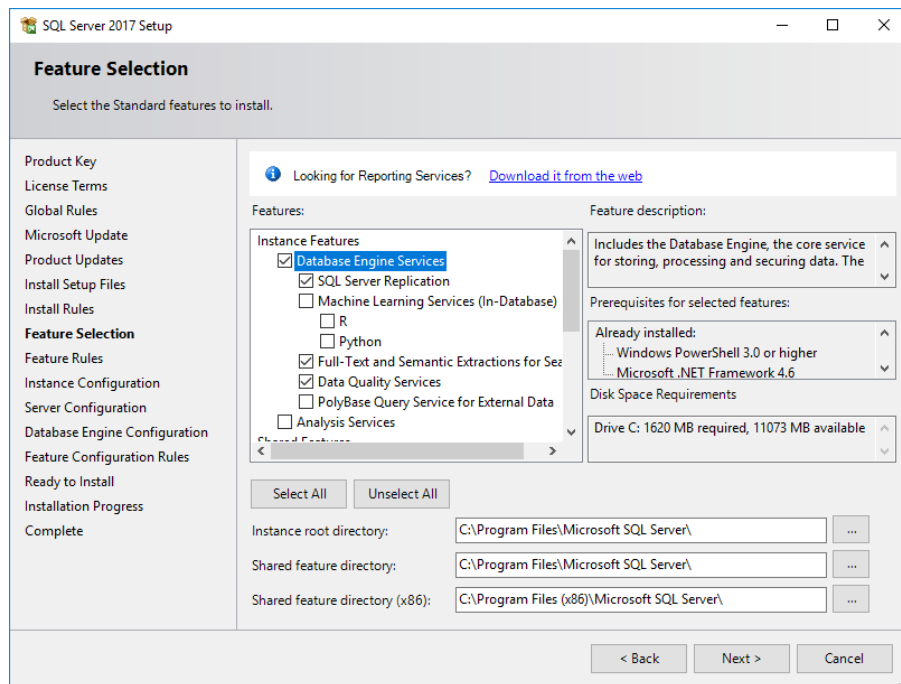 SQL Server 2017 Setup
Feature Selection
Select the Standard features to install.
Product Key
License Terms
Global Rules
Microsoft Update
Product Updates
Install Setup Files
Install Rules
Feature Selection
Feature Rules
Instance Configuration
Server Configuration
Database Engine Configuration
Feature Configuration Rules
Ready to Install
Installation Progress
Complete
Looking for Reporting Services? Download it from the web
Features:
Instance Features
Database Engine Services
SQL Server Replication
Machine Learning Services (In-Database)
R
Python
Full-Text and Semantic Extractions for Sea
Data Quality Services
PolyBase Query Service for External Data
Analysis Services
Shared Features
Feature description:
Includes the Database Engine, the core service
for storing, processing and securing data. The
Prerequisites for selected features:
Already installed:
Windows PowerShell 3.0 or higher
Microsoft .NET Framework 4.6
Disk Space Requirements
Drive C: 1620 MB required, 11073 MB available
Select All Unselect All
Instance root directory: C:\Program Files\Microsoft SQL Server\ ...
Shared feature directory: C:\Program Files\Microsoft SQL Server\ ...
Shared feature directory (x86): C:\Program Files (x86)\Microsoft SQL Server\ ...
< Back Next > Cancel